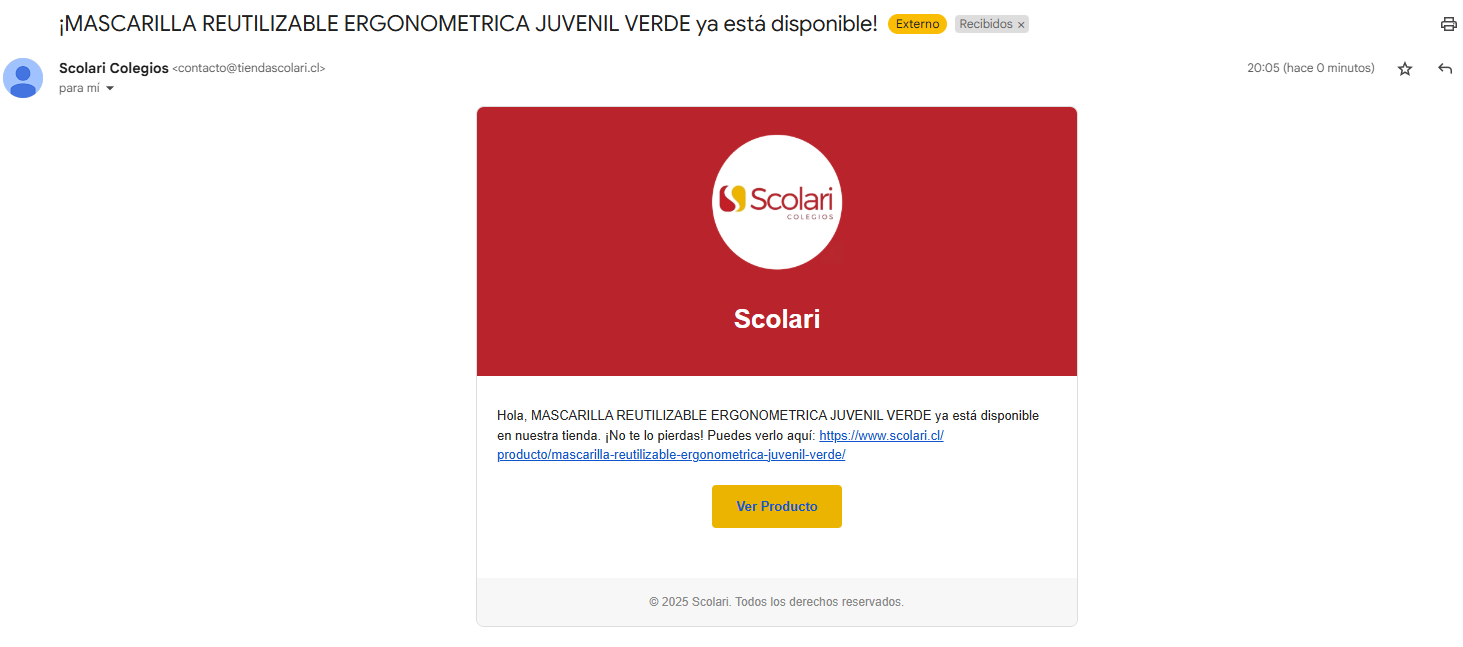 ¡MASCARILLA REUTILIZABLE ERGONOMETRICA JUVENIL VERDE ya está disponible! Externo Recibidos ×
Scolari Colegios <contacto@tiendascolari.cl> 20:05 (hace 0 minutos)
para mí
Scolari
COLEGIOS
Scolari
Hola, MASCARILLA REUTILIZABLE ERGONOMETRICA JUVENIL VERDE ya está disponible
en nuestra tienda. ¡No te lo pierdas! Puedes verlo aquí: https://www.scolari.cl/
producto/mascarilla-reutilizable-ergonometrica-juvenil-verde/
Ver Producto
© 2025 Scolari. Todos los derechos reservados.